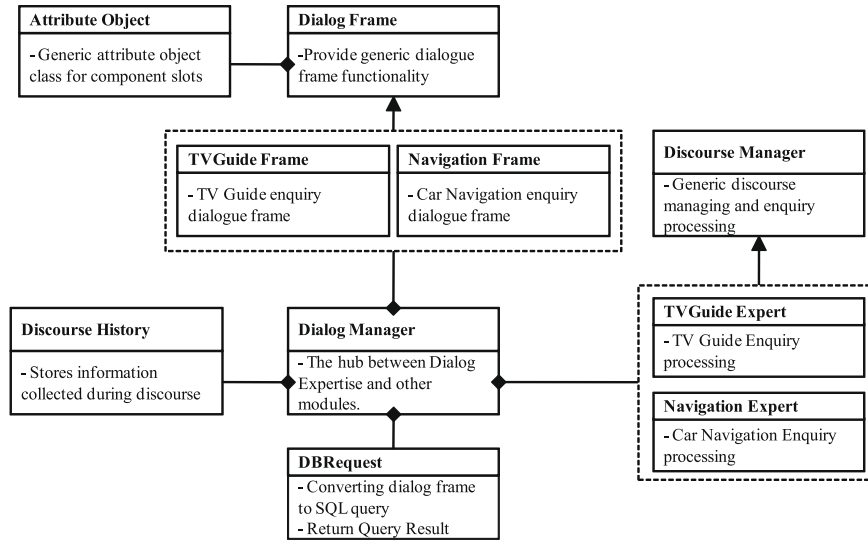 Attribute Object
- Generic attribute object
class for component slots
Dialog Frame
-Provide generic dialogue
frame functionality
TVGuide Frame
- TV Guide enquiry
dialogue frame
Navigation Frame
- Car Navigation enquiry
dialogue frame
Discourse Manager
- Generic discourse
managing and enquiry
processing
Discourse History
- Stores information
collected during discourse
Dialog Manager
- The hub between Dialog
Expertise and other
modules.
TVGuide Expert
- TV Guide Enquiry
processing
Navigation Expert
- Car Navigation Enquiry
processing
DBRequest
- Converting dialog frame
to SQL query
- Return Query Result